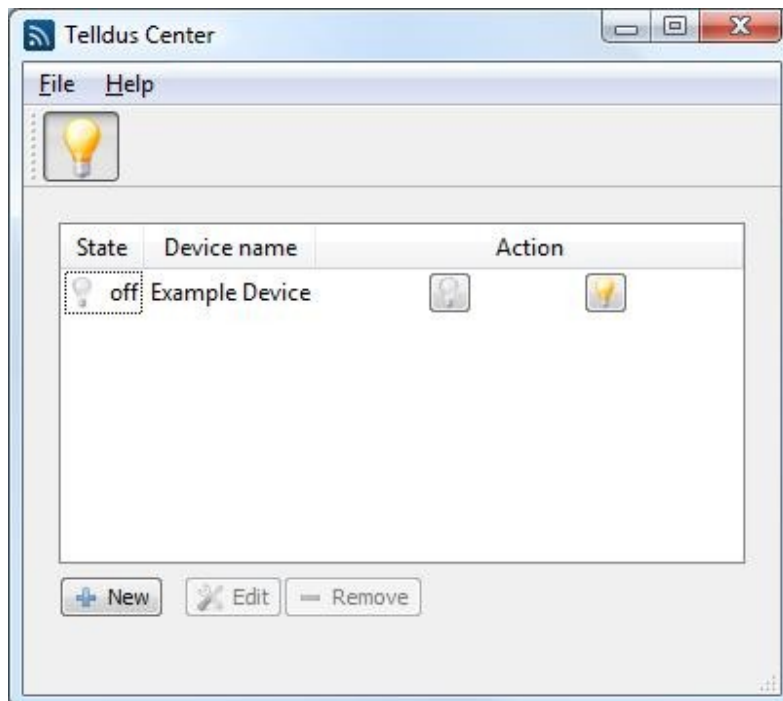 Telldus Center
File Help
State Device name Action
off Example Device
New Edit Remove